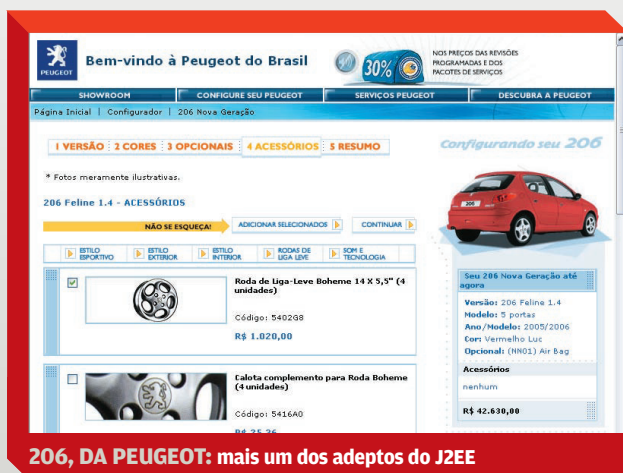 PEUGEOT
Bem-vindo à Peugeot do Brasil
30%
NOS PREÇOS DAS REVISÕES
PROGRAMADAS E DOS
PACOTES DE SERVIÇOS
SHOWROOM
CONFIGURE SEU PEUGEOT
SERVIÇOS PEUGEOT
DESCUBRA A PEUGEOT
Página Inicial | Configurador | 206 Nova Geração
1 VERSÃO 2 CORES 3 OPCIONAIS 4 ACESSÓRIOS 5 RESUMO
Configurando seu 206
* Fotos meramente ilustrativas.
206 Feline 1.4 - ACESSÓRIOS
NÃO SE ESQUEÇA!
ADICIONAR SELECIONADOS
CONTINUAR
ESTILO
ESPORTIVO
ESTILO
EXTERIOR
ESTILO
INTERIOR
RODAS DE
LIGA LEVE
SOM E
TECNOLOGIA
Roda de Liga-Leve Boheme 14 X 5,5" (4
unidades)
Código: 5402G8
R$ 1.020,00
Calota complemento para Roda Boheme
(4 unidades)
Código: 5416A0
R$ 25,26
206
Seu 206 Nova Geração até
agora
Versão: 206 Feline 1.4
Modelo: 5 portas
Ano/Modelo: 2005/2006
Cor: Vermelho Luc
Opcional: (NN01) Air Bag
Acessórios
nenhum
R$ 42.630,00
206, DA PEUGEOT: mais um dos adeptos do J2EE